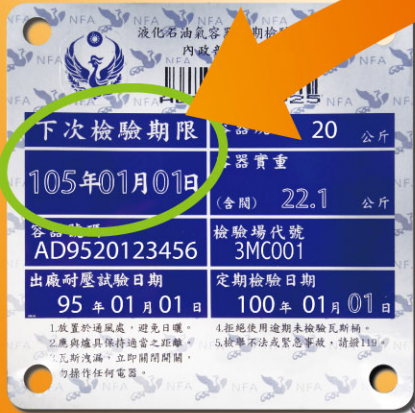 液化石油氣容器定期檢
內政部
下次檢驗期限
105年01月01日
20 公斤
容器實重
(含閥) 22.1 公斤
容器號碼
AD9520123456
檢驗場代號
3MC001
出廠耐壓試驗日期
95 年 01 月 01 日
定期檢驗日期
100 年 01 月 01 日
1.放置於通風處，避免日曬。
2.應與爐具保持適當之距離。
3.瓦斯洩漏，立即關閉開關，
勿操作任何電器。
4.拒絕使用逾期未檢驗瓦斯桶。
5.檢舉不法或緊急事故，請撥119。
NFA